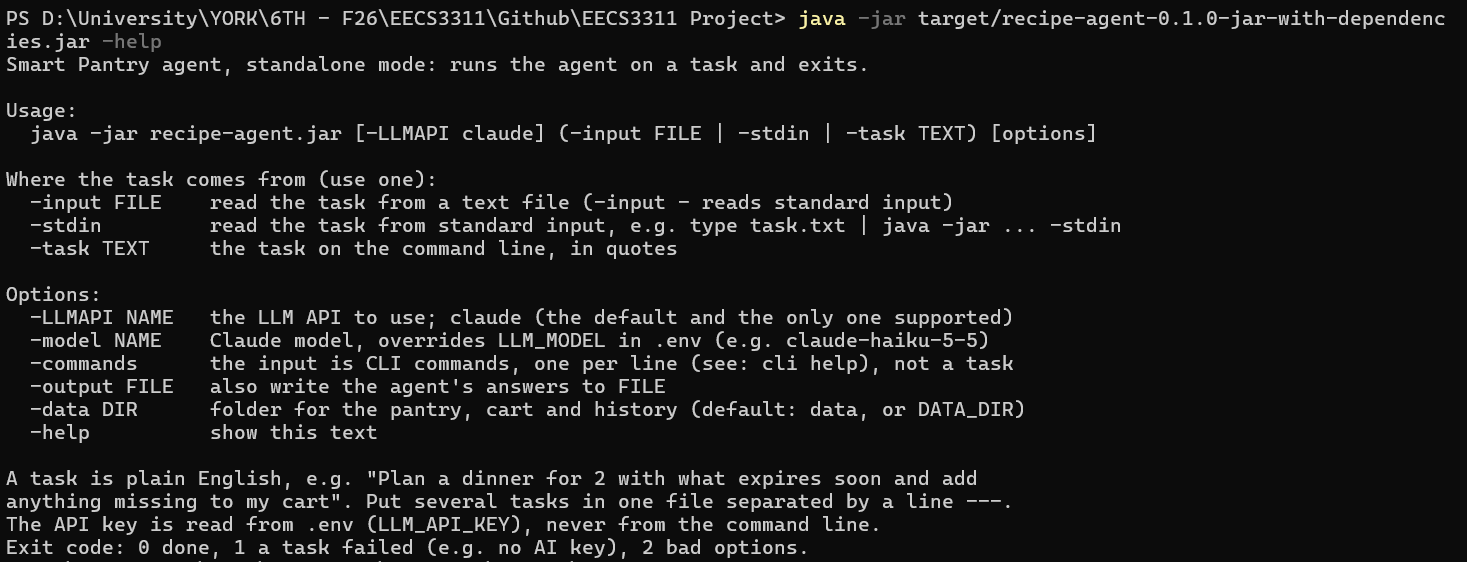 PS D:\University\YORK\6TH - F26\EECS3311\Github\EECS3311 Project> java -jar target/recipe-agent-0.1.0-jar-with-dependenc
ies.jar -help
Smart Pantry agent, standalone mode: runs the agent on a task and exits.

Usage:
  java -jar recipe-agent.jar [-LLMAPI claude] (-input FILE | -stdin | -task TEXT) [options]

Where the task comes from (use one):
  -input FILE    read the task from a text file (-input - reads standard input)
  -stdin         read the task from standard input, e.g. type task.txt | java -jar ... -stdin
  -task TEXT     the task on the command line, in quotes

Options:
  -LLMAPI NAME   the LLM API to use; claude (the default and the only one supported)
  -model NAME    Claude model, overrides LLM_MODEL in .env (e.g. claude-haiku-5-5)
  -commands      the input is CLI commands, one per line (see: cli help), not a task
  -output FILE   also write the agent's answers to FILE
  -data DIR      folder for the pantry, cart and history (default: data, or DATA_DIR)
  -help          show this text

A task is plain English, e.g. "Plan a dinner for 2 with what expires soon and add
anything missing to my cart". Put several tasks in one file separated by a line ---.
The API key is read from .env (LLM_API_KEY), never from the command line.
Exit code: 0 done, 1 a task failed (e.g. no AI key), 2 bad options.